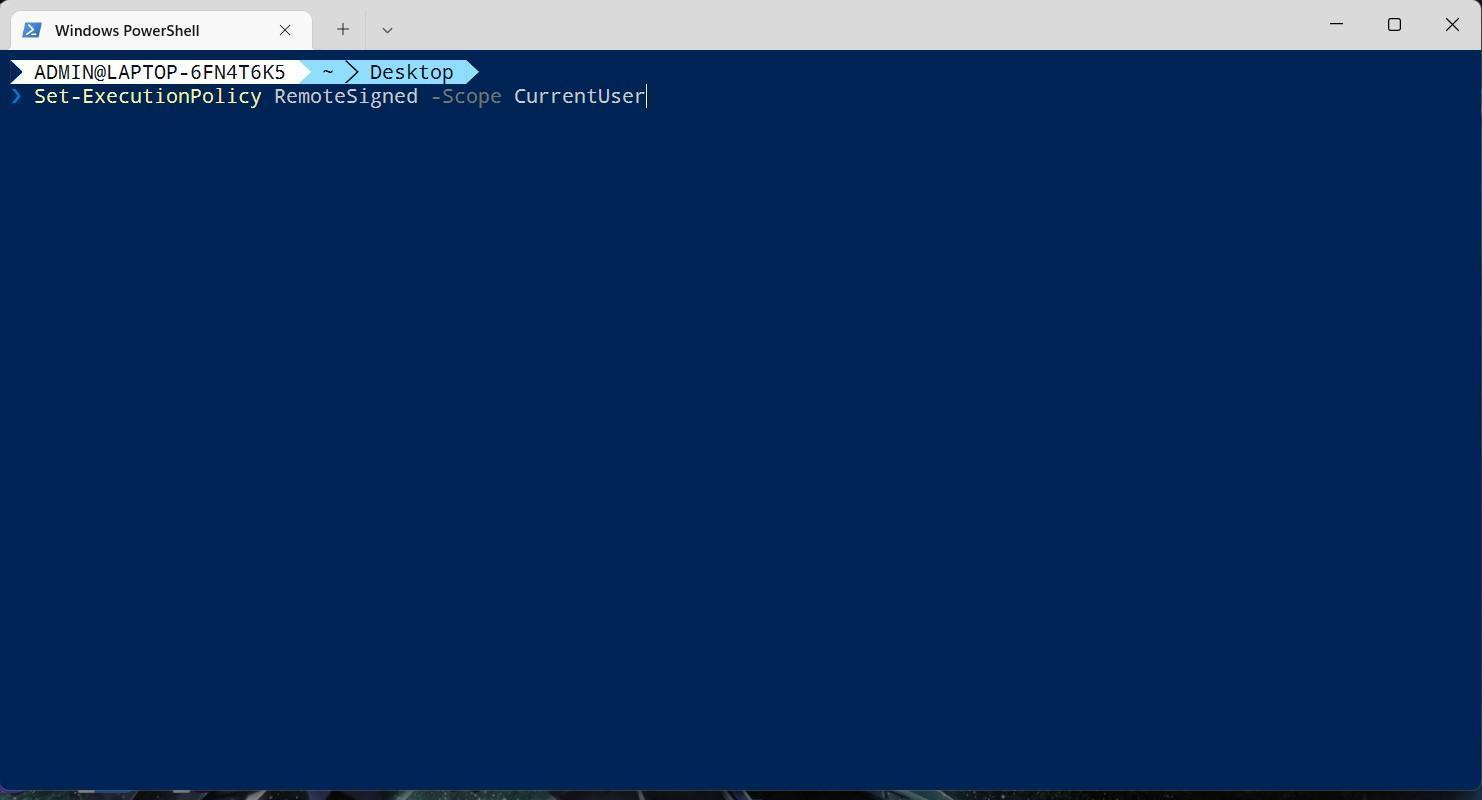 Windows PowerShell
ADMIN@LAPTOP-6FN4T6K5 ~ Desktop
❯ Set-ExecutionPolicy RemoteSigned -Scope CurrentUser